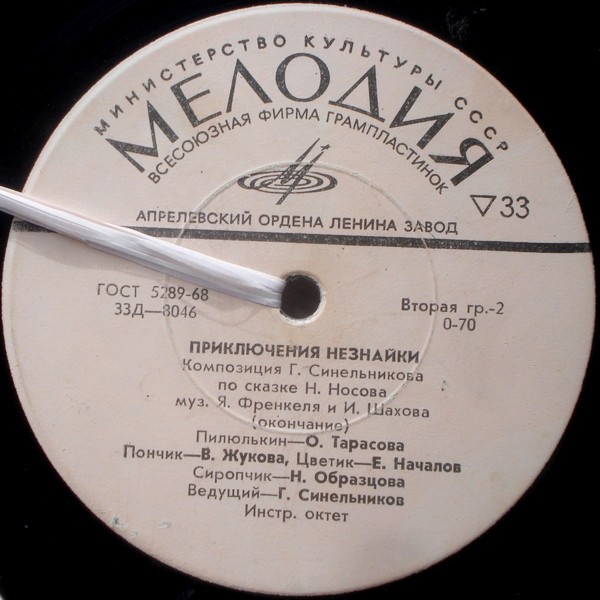 МИНИСТЕРСТВО КУЛЬТУРЫ СССР
МЕЛОДИЯ
ВСЕСОЮЗНАЯ ФИРМА ГРАМПЛАСТИНОК
▽33
АПРЕЛЕВСКИЙ ОРДЕНА ЛЕНИНА ЗАВОД
ГОСТ 5289-68
33Д—8046
Вторая гр.-2
0-70
ПРИКЛЮЧЕНИЯ НЕЗНАЙКИ
Композиция Г. Синельникова
по сказке Н. Носова
муз. Я. Френкеля и И. Шахова
(окончание)
Пилюлькин—О. Тарасова
Пончик—В. Жукова, Цветик—Е. Началов
Сиропчик—Н. Образцова
Ведущий—Г. Синельников
Инстр. октет